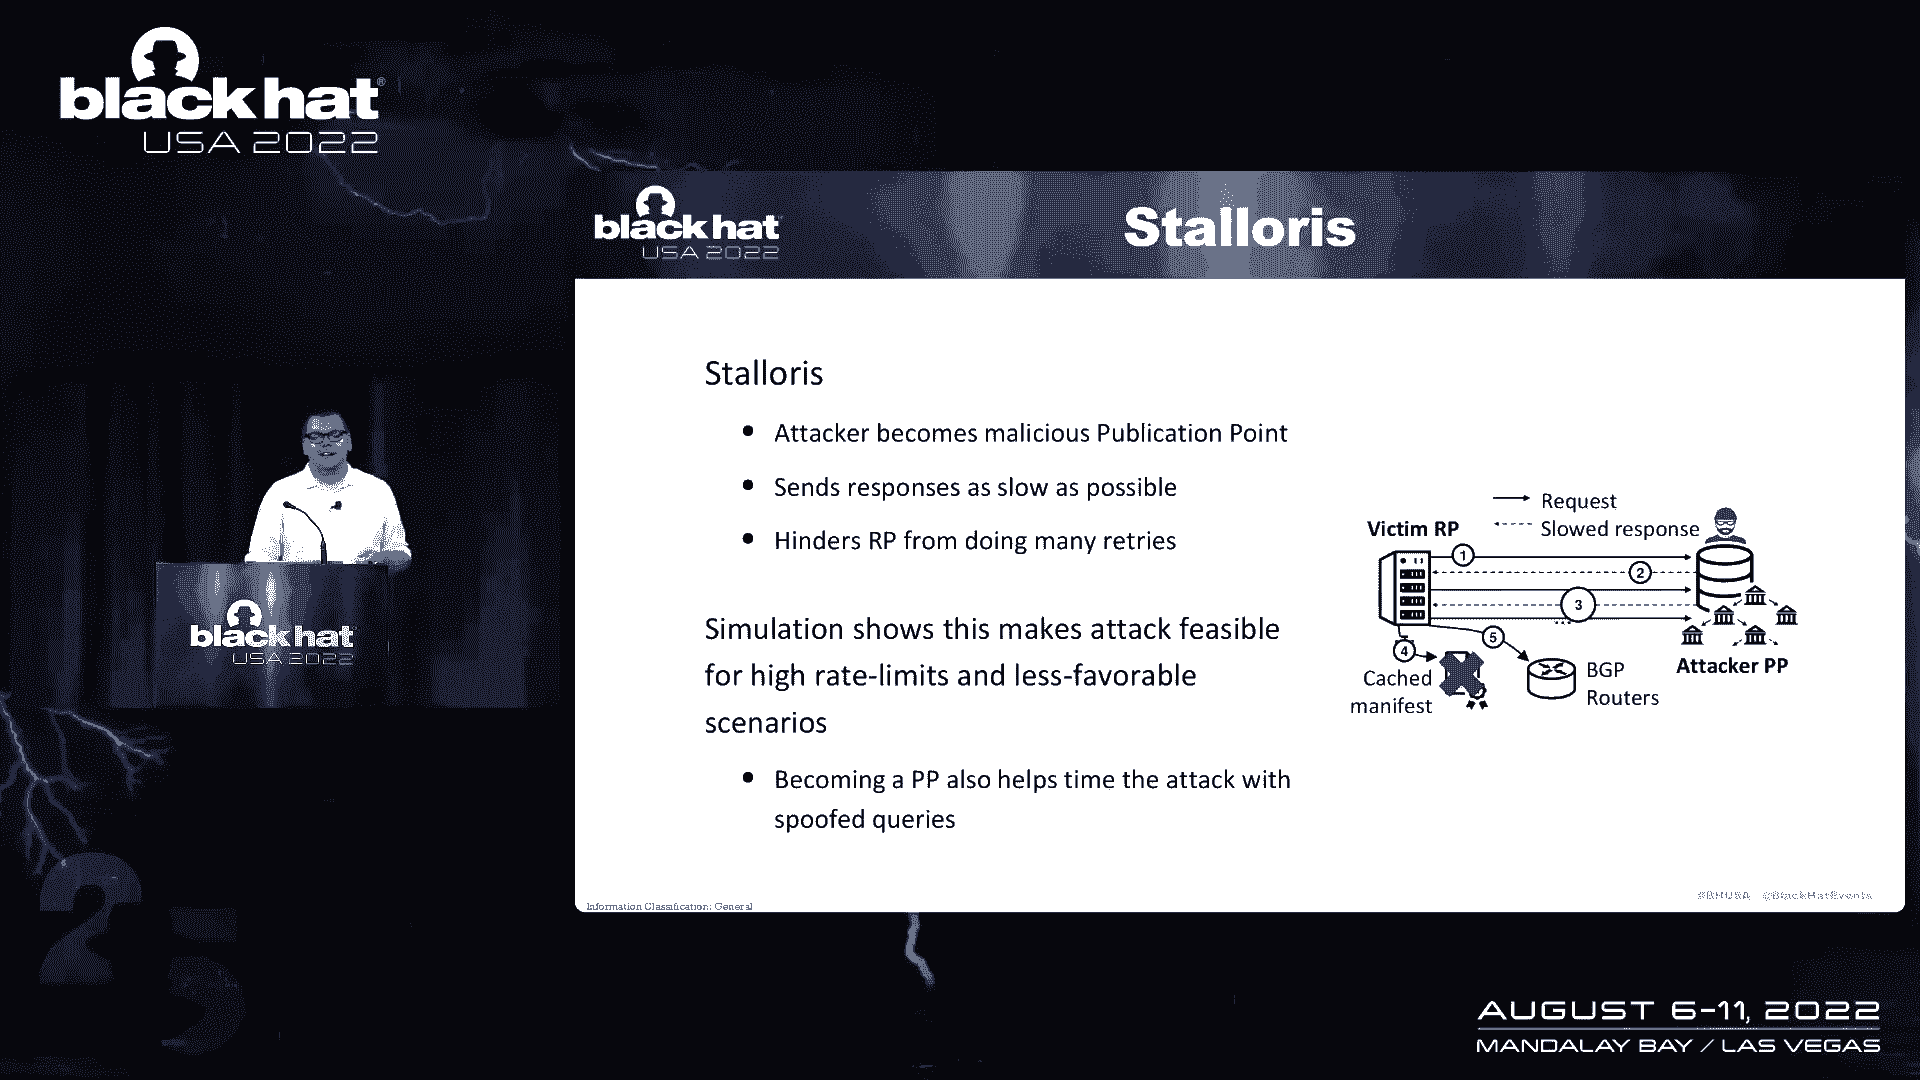 black hat®
USA 2022
black hat
USA 2022
Stalloris
Stalloris
• Attacker becomes malicious Publication Point
• Sends responses as slow as possible
• Hinders RP from doing many retries
Simulation shows this makes attack feasible
for high rate-limits and less-favorable
scenarios
• Becoming a PP also helps time the attack with
spoofed queries
Request
Slowed response
Victim RP
1
2
3
...
4
5
Cached
manifest
BGP
Routers
Attacker PP
Information Classification: General
#BHUSA @BlackHatEvents
black hat
USA 2022
25
AUGUST 6-11, 2022
MANDALAY BAY / LAS VEGAS